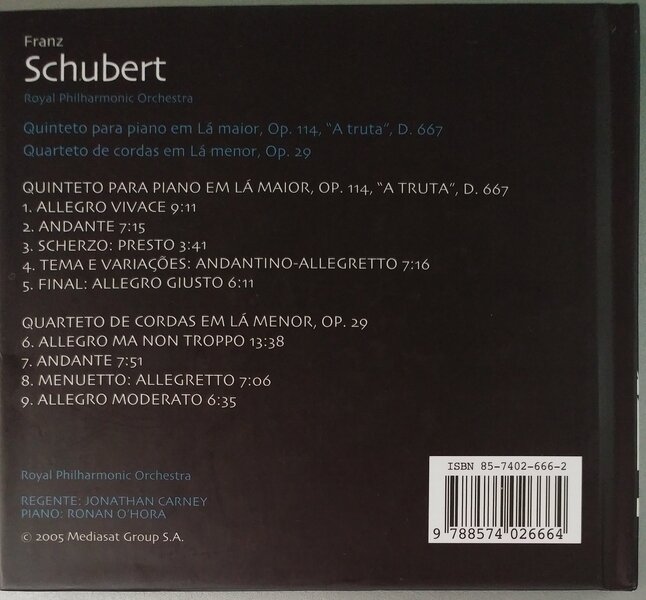 Franz
Schubert
Royal Philharmonic Orchestra
Quinteto para piano em Lá maior, Op. 114, "A truta", D. 667
Quarteto de cordas em Lá menor, Op. 29
QUINTETO PARA PIANO EM LÁ MAIOR, OP. 114, "A TRUTA", D. 667
1. ALLEGRO VIVACE 9:11
2. ANDANTE 7:15
3. SCHERZO: PRESTO 3:41
4. TEMA E VARIAÇÕES: ANDANTINO-ALLEGRETTO 7:16
5. FINAL: ALLEGRO GIUSTO 6:11
QUARTETO DE CORDAS EM LÁ MENOR, OP. 29
6. ALLEGRO MA NON TROPPO 13:38
7. ANDANTE 7:51
8. MENUETTO: ALLEGRETTO 7:06
9. ALLEGRO MODERATO 6:35
Royal Philharmonic Orchestra
REGENTE: JONATHAN CARNEY
PIANO: RONAN O'HORA
© 2005 Mediasat Group S.A.
ISBN 85-7402-666-2
9 788574 026664